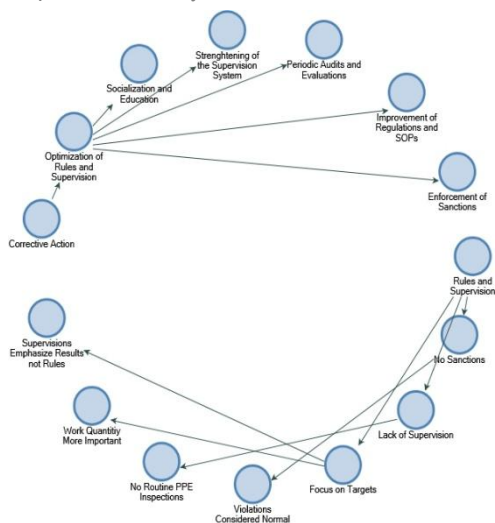 Strenghtening of
the Supervision
System
Periodic Audits and
Evaluations
Socialization and
Education
Improvement of
Regulations and
SOPs
Optimization of
Rules and
Supervision
Enforcement of
Sanctions
Corrective Action
Rules and
Supervision
Supervisions
Emphasize Results
not Rules
No Sanctions
Work Quantitiy
More Important
Lack of Supervision
No Routine PPE
Inspections
Focus on Targets
Violations
Considered Normal